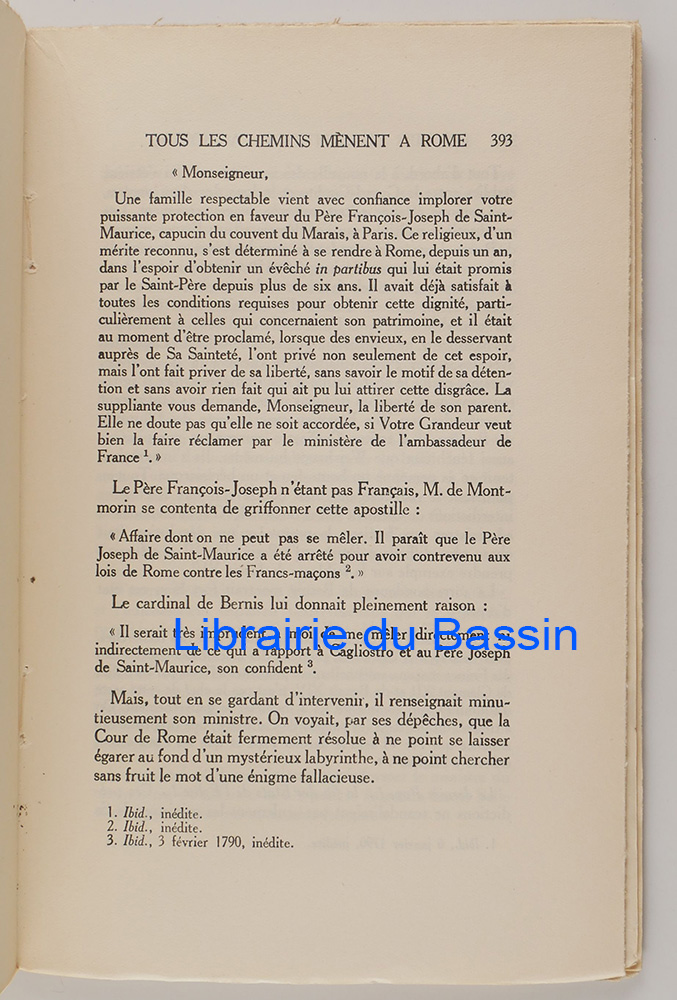 TOUS LES CHEMINS MÈNENT A ROME 393
« Monseigneur,
Une famille respectable vient avec confiance implorer votre
puissante protection en faveur du Père François-Joseph de Saint-
Maurice, capucin du couvent du Marais, à Paris. Ce religieux, d'un
mérite reconnu, s'est déterminé à se rendre à Rome, depuis un an,
dans l'espoir d'obtenir un évêché in partibus qui lui était promis
par le Saint-Père depuis plus de six ans. Il avait déjà satisfait à
toutes les conditions requises pour obtenir cette dignité, parti-
culièrement à celles qui concernaient son patrimoine, et il était
au moment d'être proclamé, lorsque des envieux, en le desservant
auprès de Sa Sainteté, l'ont privé non seulement de cet espoir,
mais l'ont fait priver de sa liberté, sans savoir le motif de sa déten-
tion et sans avoir rien fait qui ait pu lui attirer cette disgrâce. La
suppliante vous demande, Monseigneur, la liberté de son parent.
Elle ne doute pas qu'elle ne soit accordée, si Votre Grandeur veut
bien la faire réclamer par le ministère de l'ambassadeur de
France ¹. »
Le Père François-Joseph n'étant pas Français, M. de Mont-
morin se contenta de griffonner cette apostille :
« Affaire dont on ne peut pas se mêler. Il paraît que le Père
Joseph de Saint-Maurice a été arrêté pour avoir contrevenu aux
lois de Rome contre les Francs-maçons ². »
Le cardinal de Bernis lui donnait pleinement raison :
« Il serait très imprudent à moi de me mêler directement ni
Librairie du Bassin
indirectement de ce qui a rapport à Cagliostro et au Père Joseph
de Saint-Maurice, son confident ³.
Mais, tout en se gardant d'intervenir, il renseignait minu-
tieusement son ministre. On voyait, par ses dépêches, que la
Cour de Rome était fermement résolue à ne point se laisser
égarer au fond d'un mystérieux labyrinthe, à ne point chercher
sans fruit le mot d'une énigme fallacieuse.
1. Ibid., inédite.
2. Ibid., inédite.
3. Ibid., 3 février 1790, inédite.